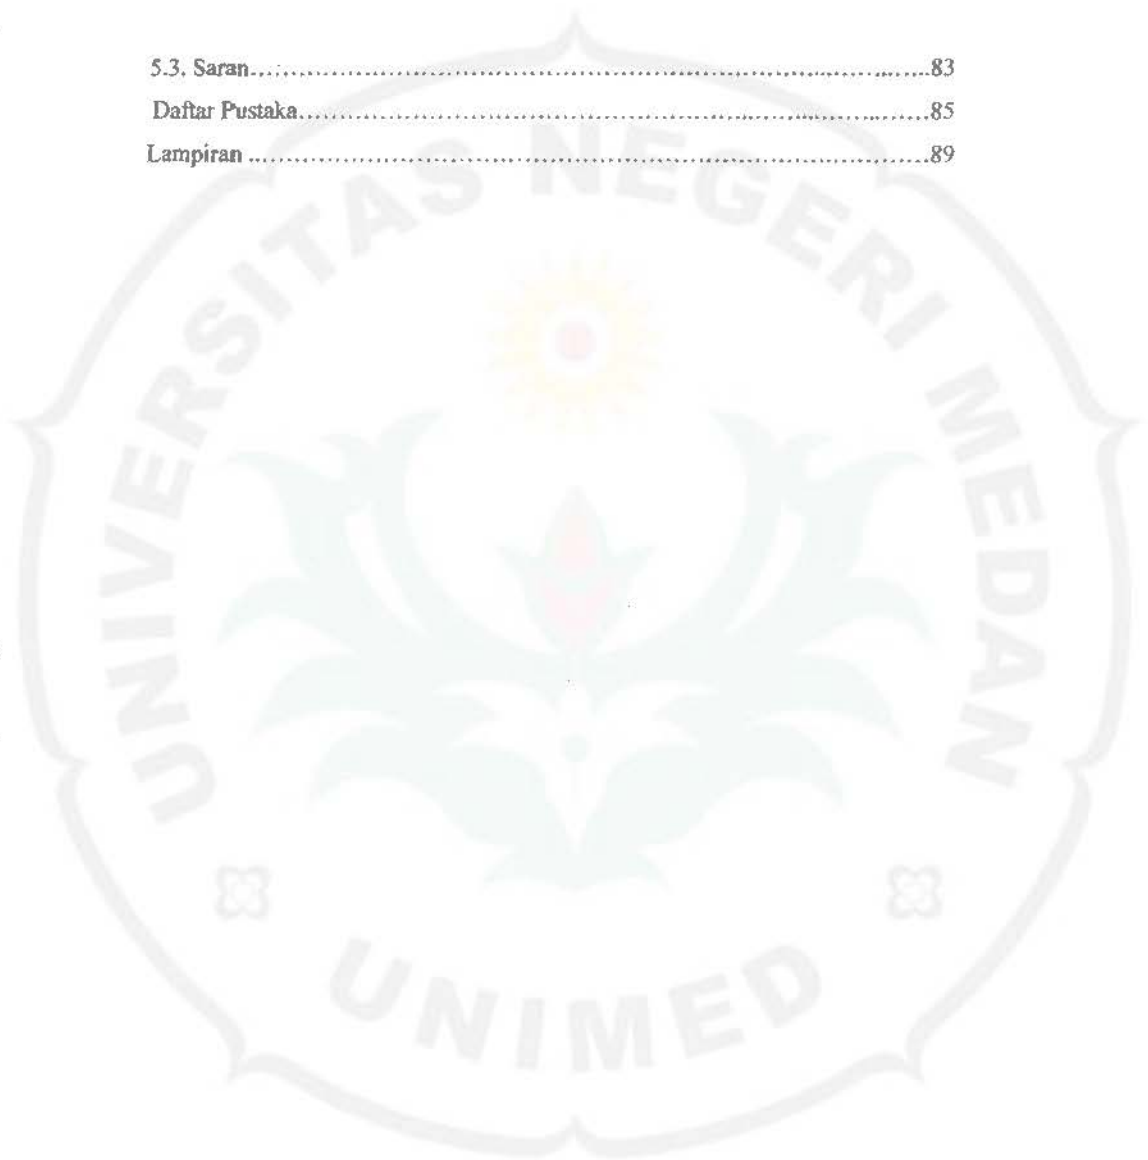 5.3. Saran..........................................................................................83
Daftar Pustaka...................................................................................85
Lampiran ..........................................................................................89
UNIVERSITAS NEGERI MEDAN
UNIMED